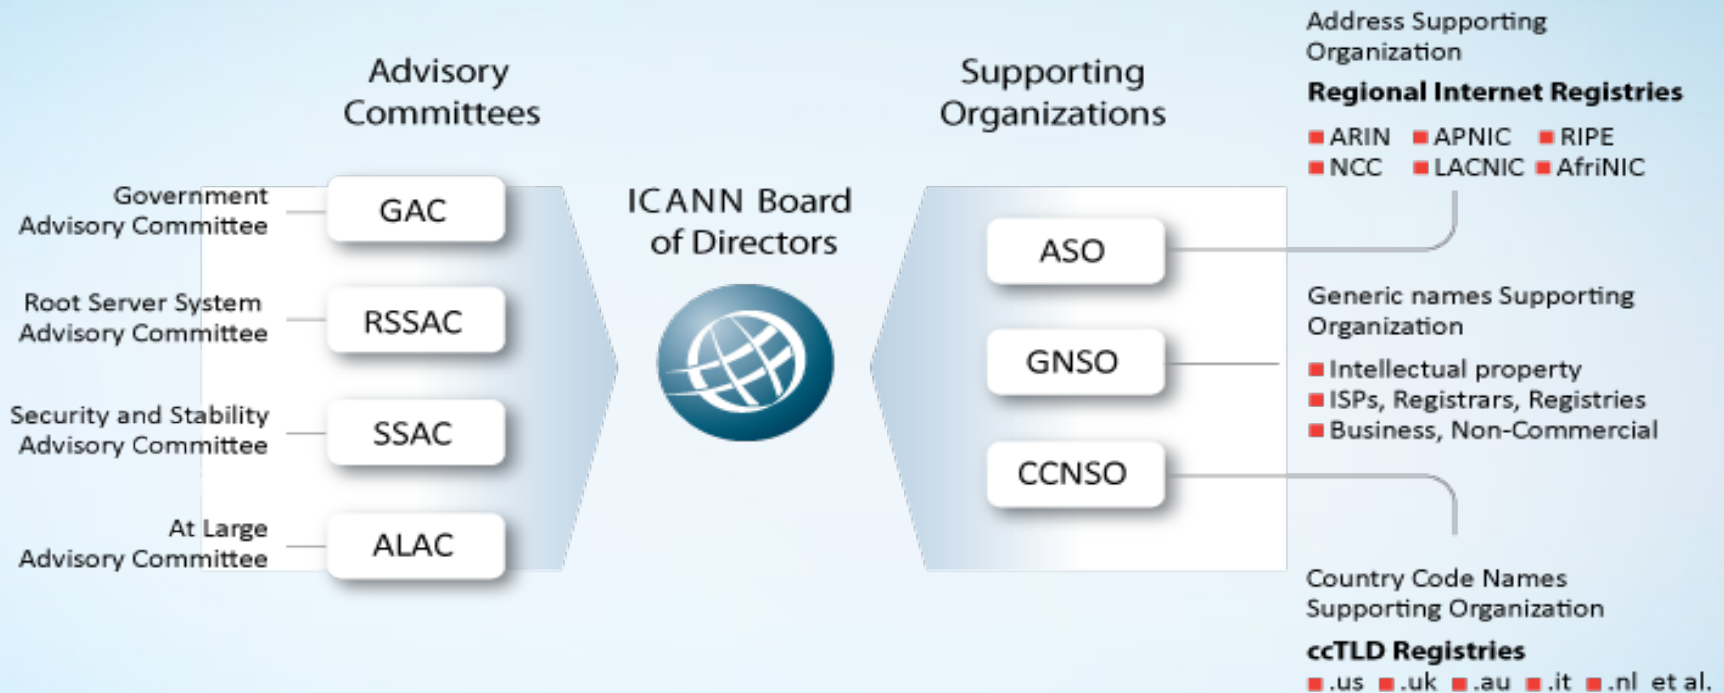 Advisory
Committees
Government
Advisory Committee
GAC
Root Server System
Advisory Committee
RSSAC
Security and Stability
Advisory Committee
SSAC
At Large
Advisory Committee
ALAC
ICANN Board
of Directors
Supporting
Organizations
ASO
GNSO
CCNSO
Address Supporting
Organization
Regional Internet Registries
ARIN APNIC RIPE
NCC LACNIC AfriNIC
Generic names Supporting
Organization
Intellectual property
ISPs, Registrars, Registries
Business, Non-Commercial
Country Code Names
Supporting Organization
ccTLD Registries
.us .uk .au .it .nl et al.